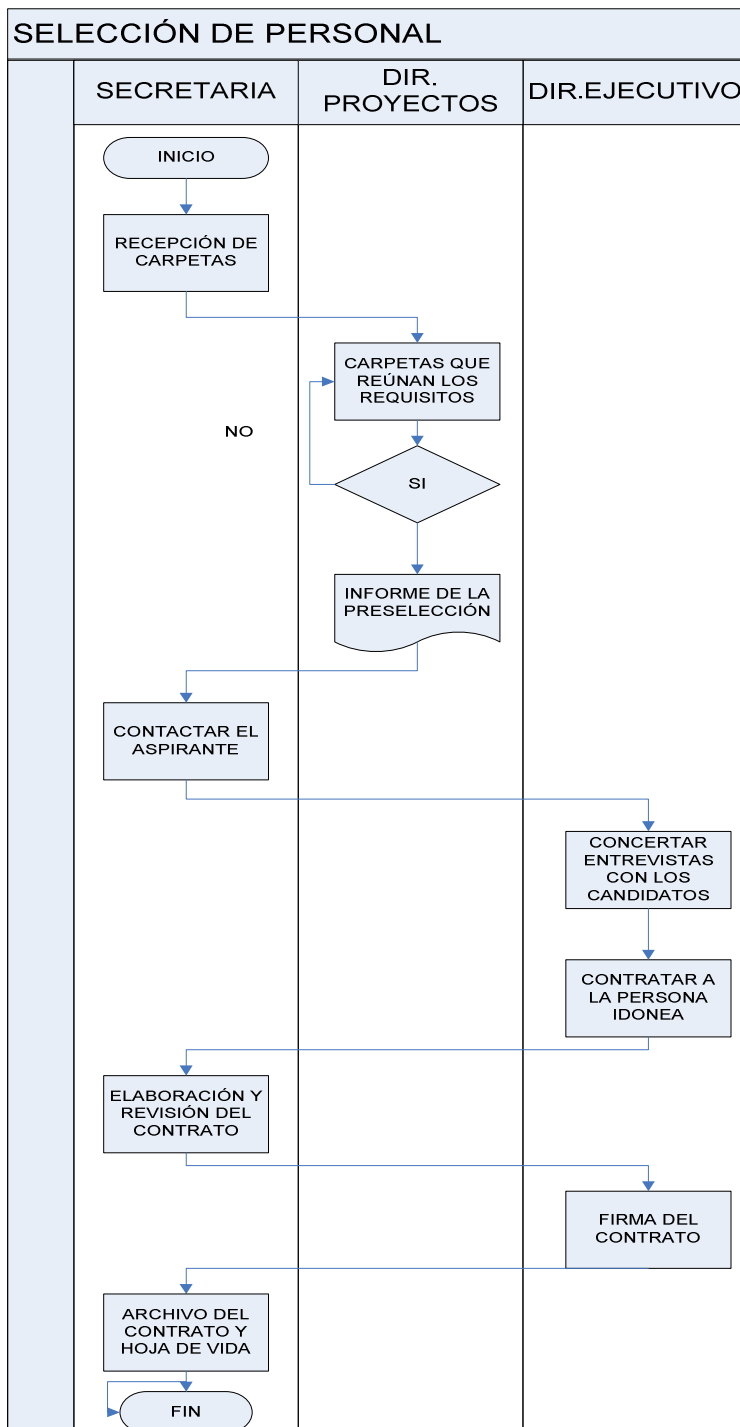 SELECCIÓN DE PERSONAL
SECRETARIA
DIR.
PROYECTOS
DIR.EJECUTIVO
INICIO
RECEPCIÓN DE
CARPETAS
CARPETAS QUE
REÚNAN LOS
REQUISITOS
NO
SI
INFORME DE LA
PRESELECCIÓN
CONTACTAR EL
ASPIRANTE
CONCERTAR
ENTREVISTAS
CON LOS
CANDIDATOS
CONTRATAR A
LA PERSONA
IDONEA
ELABORACIÓN Y
REVISIÓN DEL
CONTRATO
FIRMA DEL
CONTRATO
ARCHIVO DEL
CONTRATO Y
HOJA DE VIDA
FIN